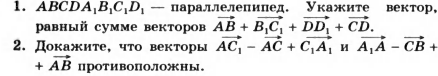 1. ABCDA₁B₁C₁D₁ — параллелепипед. Укажите вектор,
равный сумме векторов AB⃗ + B₁C₁⃗ + DD₁⃗ + CD⃗.
2. Докажите, что векторы AC₁⃗ − AC⃗ + C₁A₁⃗ и A₁A⃗ − CB⃗ +
+ AB⃗ противоположны.